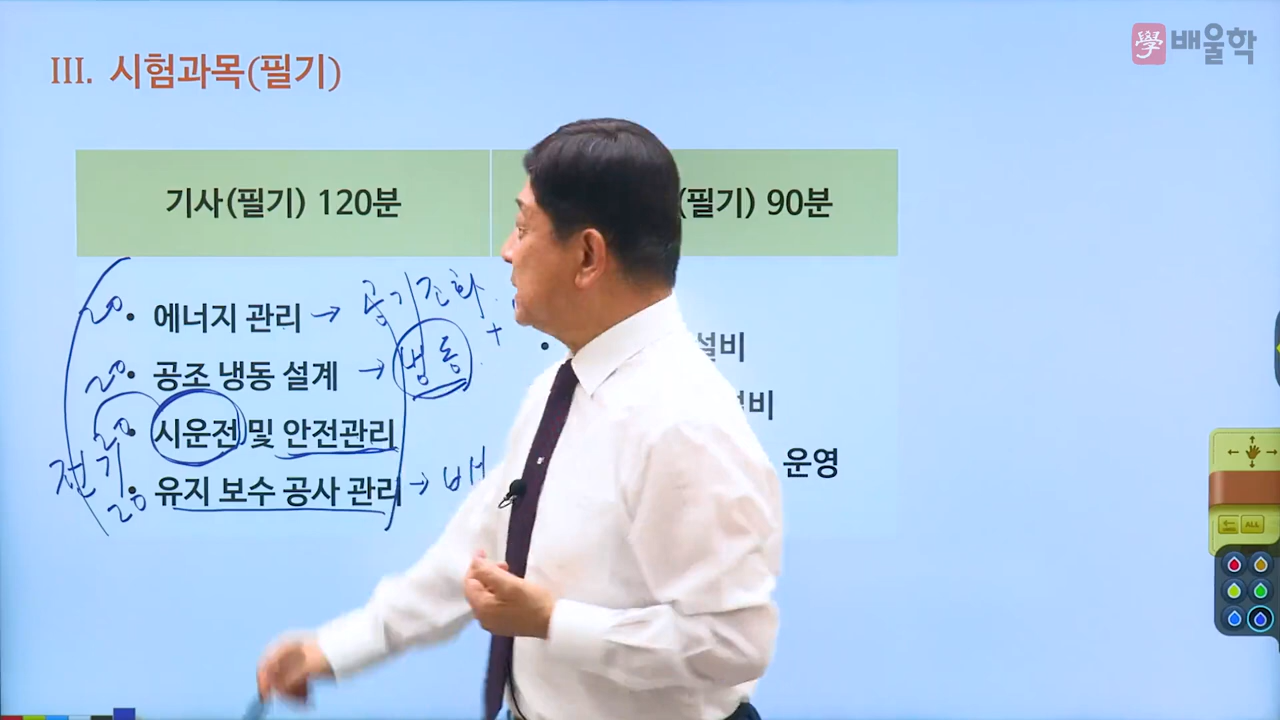 III. 시험과목(필기)
學 배울학
기사(필기) 120분
(필기) 90분
20 • 에너지 관리 → 공기조화
+
20 • 공조 냉동 설계 → 냉동
20 • 시운전 및 안전관리
전기
20 • 유지 보수 공사 관리 →
설비
비
운영
ALL